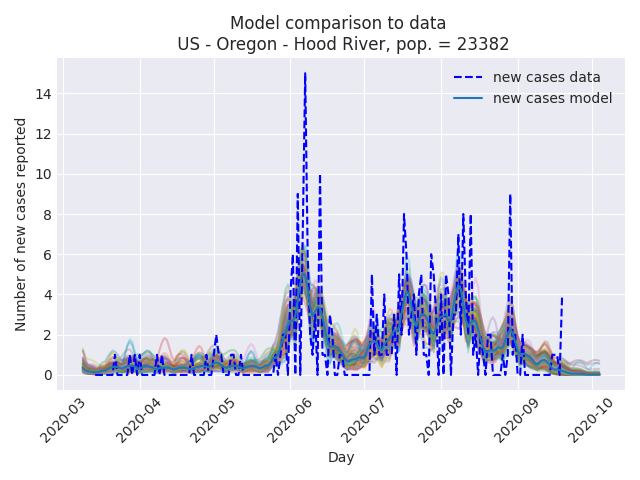 Model comparison to data
US - Oregon - Hood River, pop. = 23382
new cases data
new cases model
Number of new cases reported
14
12
10
8
6
4
2
0
2020-03
2020-04
2020-05
2020-06
2020-07
2020-08
2020-09
2020-10
Day